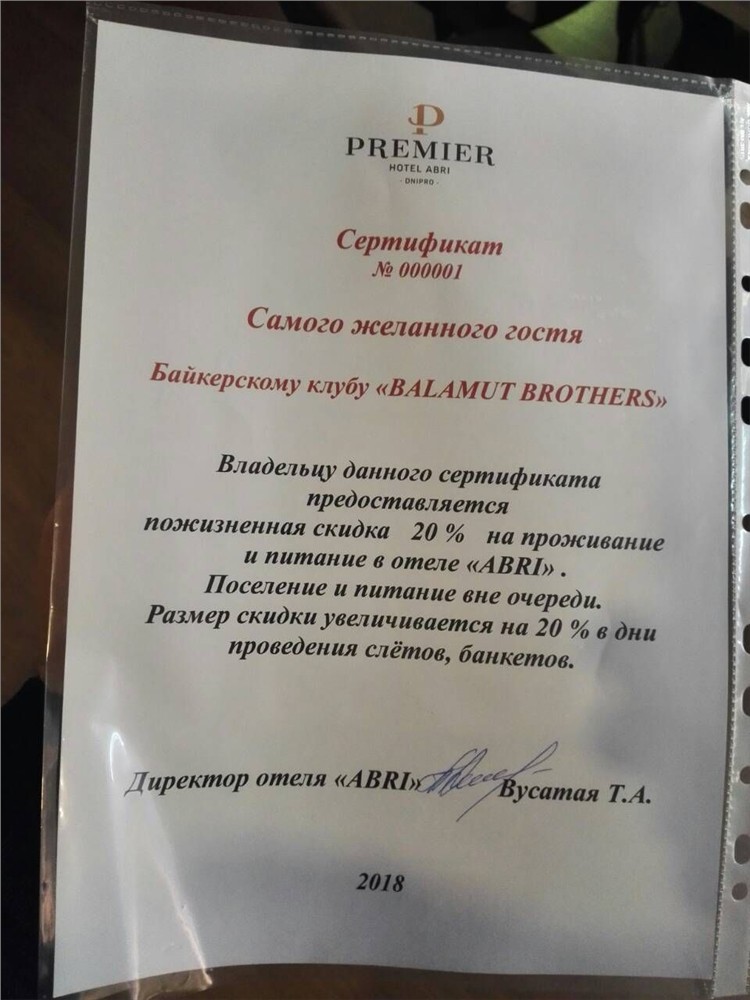 PREMIER
HOTEL ABRI
- DNIPRO -
Сертификат
№ 000001
Самого желанного гостя
Байкерскому клубу «BALAMUT BROTHERS»
Владельцу данного сертификата
предоставляется
пожизненная скидка 20 % на проживание
и питание в отеле «ABRI» .
Поселение и питание вне очереди.
Размер скидки увеличивается на 20 % в дни
проведения слётов, банкетов.
Директор отеля «ABRI» Вусатая Т.А.
2018